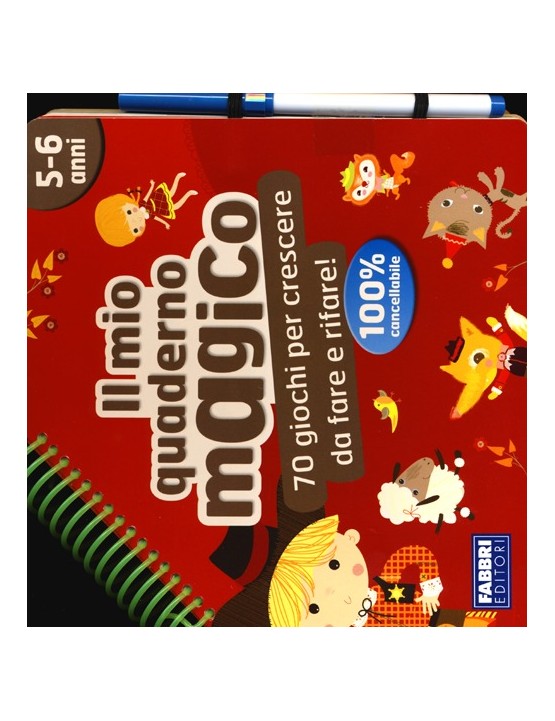 5-6
anni
Il mio
quaderno
magico
70 giochi per crescere
da fare e rifare!
100%
cancellabile
FABBRI
EDITORI